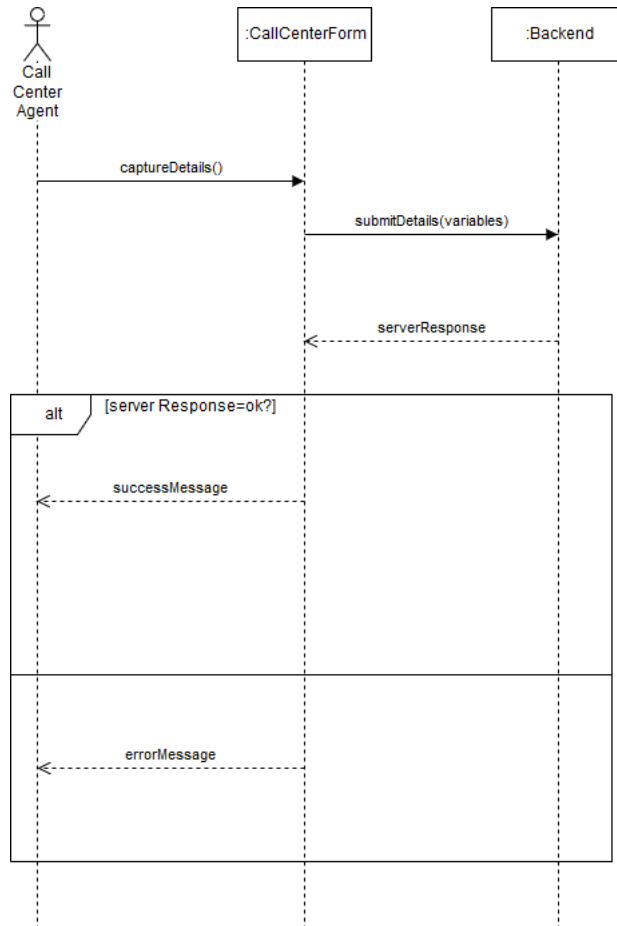 :CallCenterForm
:Backend
Call
Center
Agent
captureDetails()
submitDetails(variables)
serverResponse
alt
[server Response=ok?]
successMessage
errorMessage